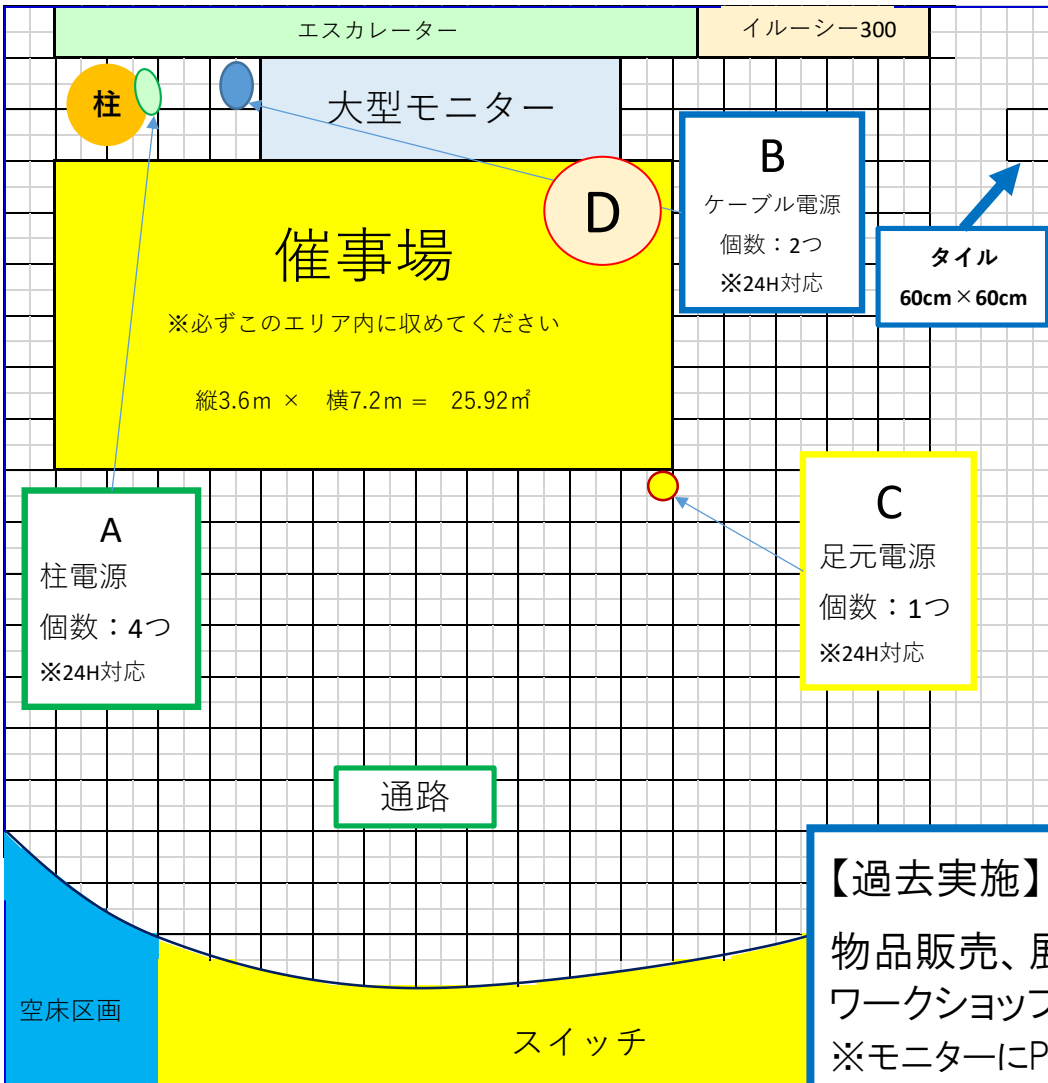 エスカレーター
イルーシー300
柱
大型モニター
B
ケーブル電源
個数：2つ
※24H対応
D
タイル
60cm×60cm
催事場
※必ずこのエリア内に収めてください
縦3.6m × 横7.2m = 25.92㎡
A
柱電源
個数：4つ
※24H対応
C
足元電源
個数：1つ
※24H対応
通路
【過去実施】
物品販売、
ワークショップ
※モニターにP
空床区画
スイッチ